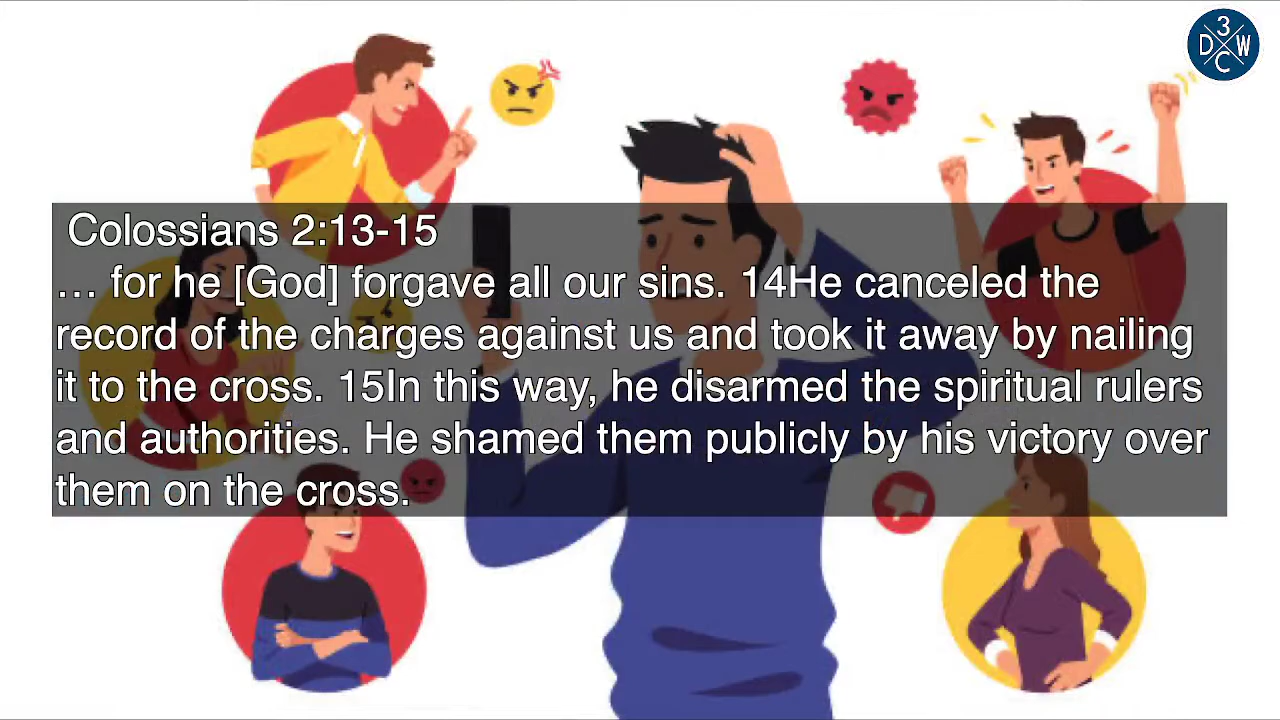 3
D W
C
Colossians 2:13-15
… for he [God] forgave all our sins. 14He canceled the
record of the charges against us and took it away by nailing
it to the cross. 15In this way, he disarmed the spiritual rulers
and authorities. He shamed them publicly by his victory over
them on the cross.